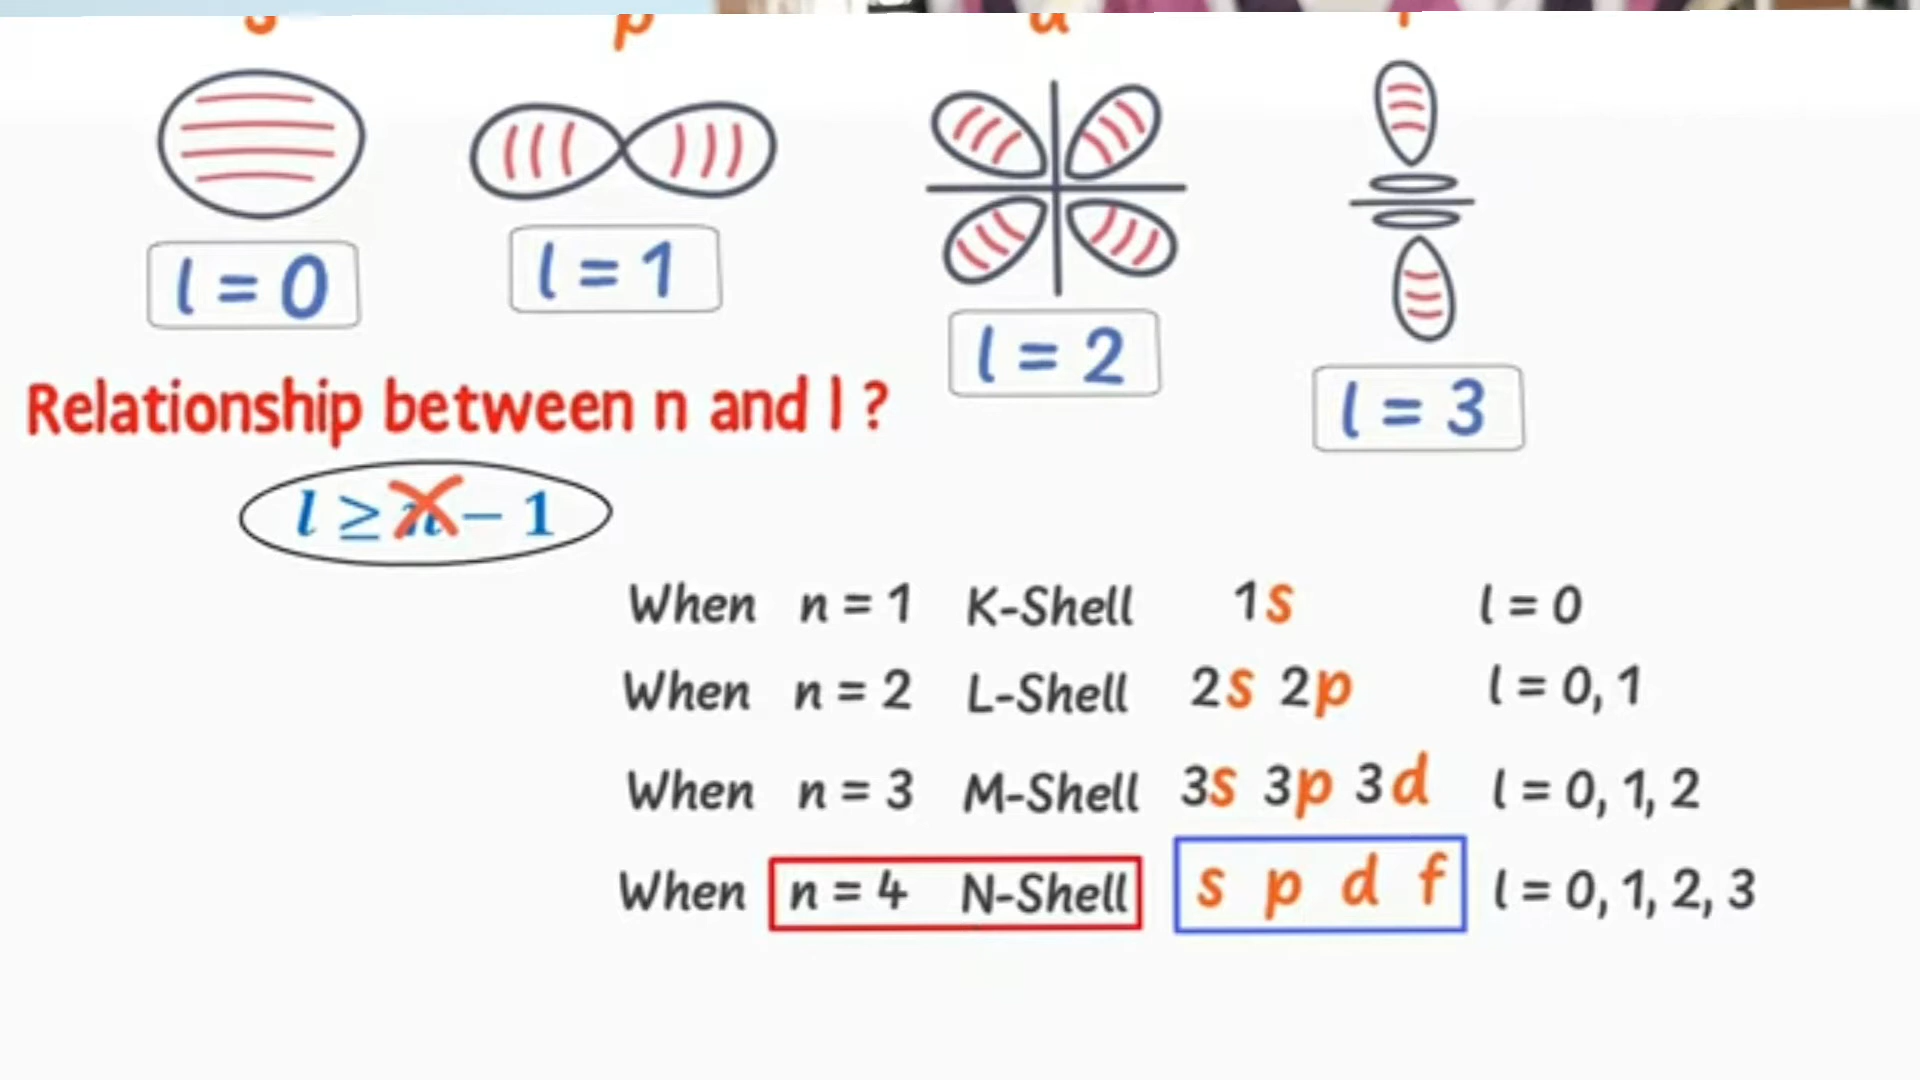 s p d f
l = 0
l = 1
l = 2
l = 3
Relationship between n and l ?
l ≥ n − 1
When n = 1 K-Shell 1s l = 0
When n = 2 L-Shell 2s 2p l = 0, 1
When n = 3 M-Shell 3s 3p 3d l = 0, 1, 2
When n = 4 N-Shell s p d f l = 0, 1, 2, 3